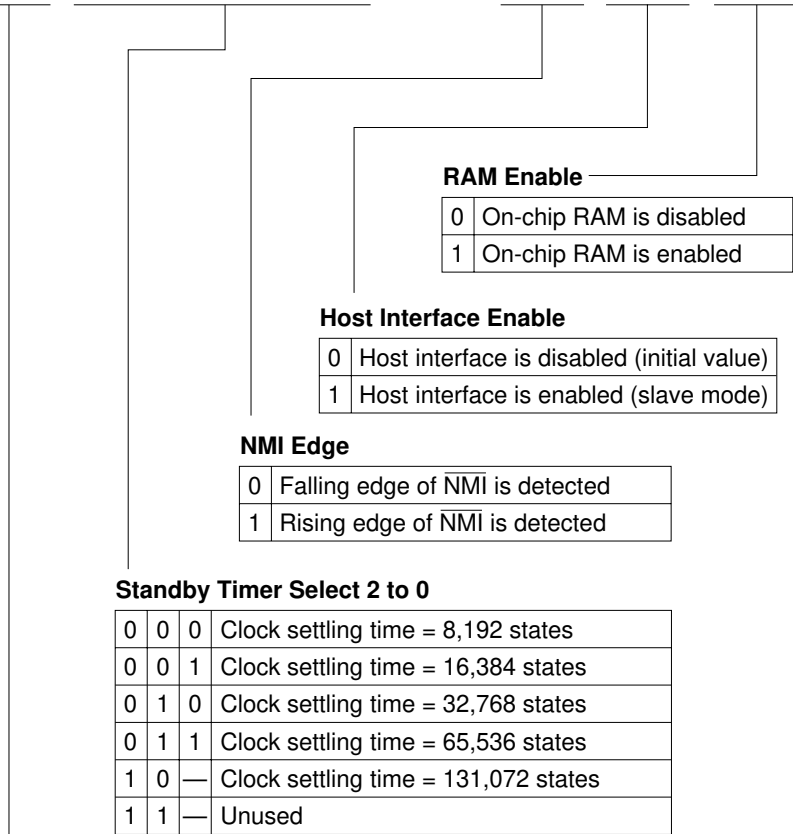 RAM Enable
0 On-chip RAM is disabled
1 On-chip RAM is enabled
Host Interface Enable
0 Host interface is disabled (initial value)
1 Host interface is enabled (slave mode)
NMI Edge
0 Falling edge of N̅M̅I̅ is detected
1 Rising edge of N̅M̅I̅ is detected
Standby Timer Select 2 to 0
0 0 0 Clock settling time = 8,192 states
0 0 1 Clock settling time = 16,384 states
0 1 0 Clock settling time = 32,768 states
0 1 1 Clock settling time = 65,536 states
1 0 — Clock settling time = 131,072 states
1 1 — Unused